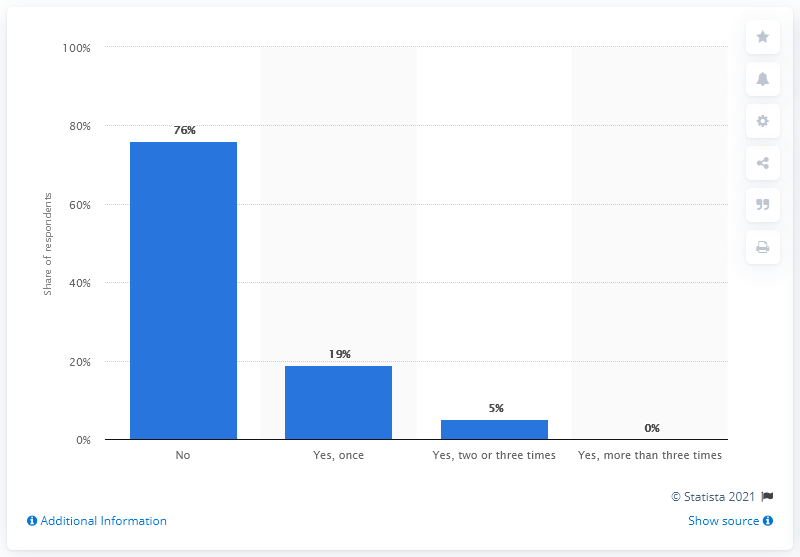 100%
80%
60%
40%
20%
0%
Share of respondents
76%
19%
5%
0%
No
Yes, once
Yes, two or three times
Yes, more than three times
© Statista 2021
Additional Information
Show source